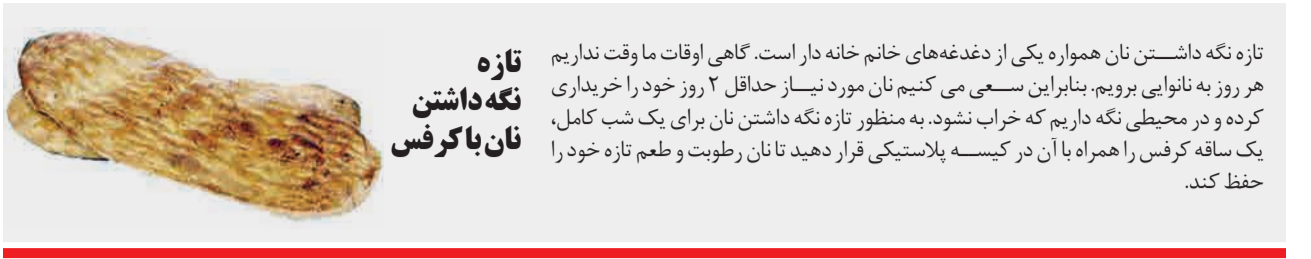 تازه
نگه داشتن
نان با کرفس
تازه نگه داشتن نان همواره یکی از دغدغه‌های خانم خانه دار است. گاهی اوقات ما وقت نداریم
هر روز به نانوایی برویم. بنابراین سعی می کنیم نان مورد نیاز حداقل ۲ روز خود را خریداری
کرده و در محیطی نگه داریم که خراب نشود. به منظور تازه نگه داشتن نان برای یک شب کامل،
یک ساقه کرفس را همراه با آن در کیسه پلاستیکی قرار دهید تا نان رطوبت و طعم تازه خود را
حفظ کند.